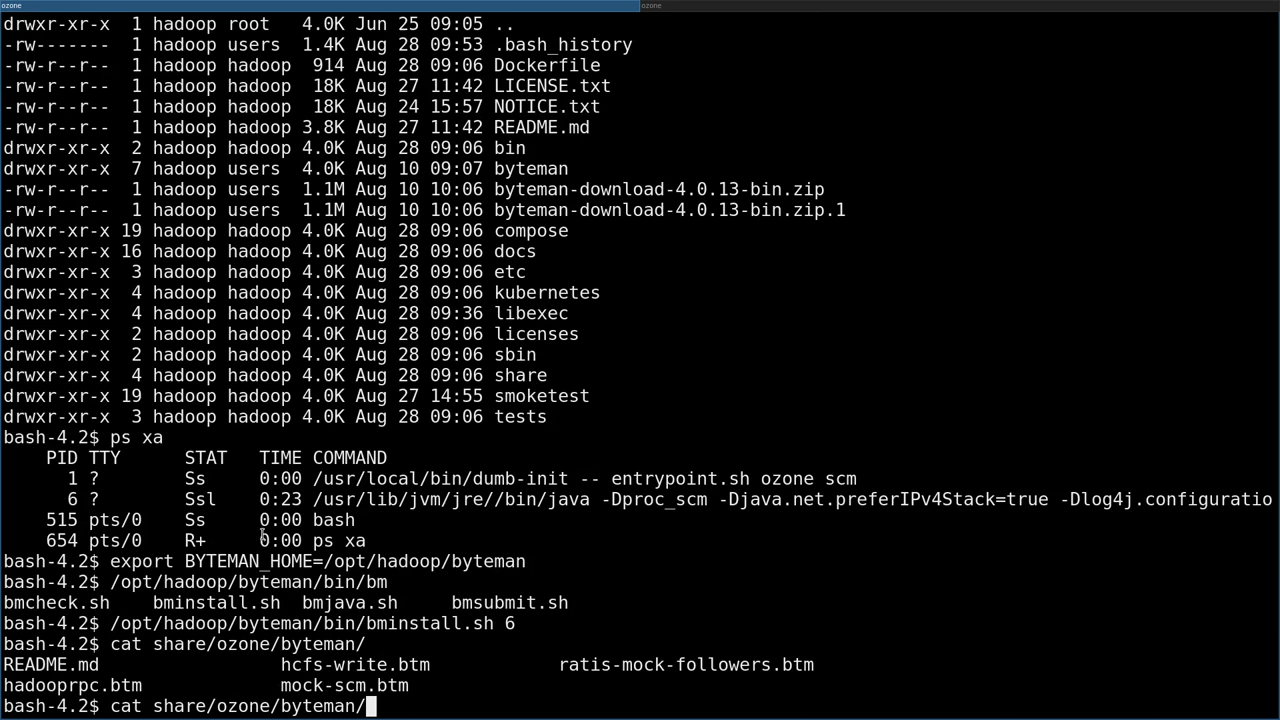 ozone ozone
drwxr-xr-x  1 hadoop root   4.0K Jun 25 09:05 ..
-rw-------  1 hadoop users  1.4K Aug 28 09:53 .bash_history
-rw-r--r--  1 hadoop hadoop  914 Aug 28 09:06 Dockerfile
-rw-r--r--  1 hadoop hadoop  18K Aug 27 11:42 LICENSE.txt
-rw-r--r--  1 hadoop hadoop  18K Aug 24 15:57 NOTICE.txt
-rw-r--r--  1 hadoop hadoop 3.8K Aug 27 11:42 README.md
drwxr-xr-x  2 hadoop hadoop 4.0K Aug 28 09:06 bin
drwxr-xr-x  7 hadoop users  4.0K Aug 10 09:07 byteman
-rw-r--r--  1 hadoop users  1.1M Aug 10 10:06 byteman-download-4.0.13-bin.zip
-rw-r--r--  1 hadoop users  1.1M Aug 10 10:06 byteman-download-4.0.13-bin.zip.1
drwxr-xr-x 19 hadoop hadoop 4.0K Aug 28 09:06 compose
drwxr-xr-x 16 hadoop hadoop 4.0K Aug 28 09:06 docs
drwxr-xr-x  3 hadoop hadoop 4.0K Aug 28 09:06 etc
drwxr-xr-x  4 hadoop hadoop 4.0K Aug 28 09:06 kubernetes
drwxr-xr-x  4 hadoop hadoop 4.0K Aug 28 09:36 libexec
drwxr-xr-x  2 hadoop hadoop 4.0K Aug 28 09:06 licenses
drwxr-xr-x  2 hadoop hadoop 4.0K Aug 28 09:06 sbin
drwxr-xr-x  4 hadoop hadoop 4.0K Aug 28 09:06 share
drwxr-xr-x 19 hadoop hadoop 4.0K Aug 27 14:55 smoketest
drwxr-xr-x  3 hadoop hadoop 4.0K Aug 28 09:06 tests
bash-4.2$ ps xa
    PID TTY      STAT   TIME COMMAND
      1 ?        Ss     0:00 /usr/local/bin/dumb-init -- entrypoint.sh ozone scm
      6 ?        Ssl    0:23 /usr/lib/jvm/jre//bin/java -Dproc_scm -Djava.net.preferIPv4Stack=true -Dlog4j.configuratio
    515 pts/0    Ss     0:00 bash
    654 pts/0    R+     0:00 ps xa
bash-4.2$ export BYTEMAN_HOME=/opt/hadoop/byteman
bash-4.2$ /opt/hadoop/byteman/bin/bm
bmcheck.sh    bminstall.sh  bmjava.sh     bmsubmit.sh
bash-4.2$ /opt/hadoop/byteman/bin/bminstall.sh 6
bash-4.2$ cat share/ozone/byteman/
README.md                 hcfs-write.btm            ratis-mock-followers.btm
hadooprpc.btm             mock-scm.btm
bash-4.2$ cat share/ozone/byteman/